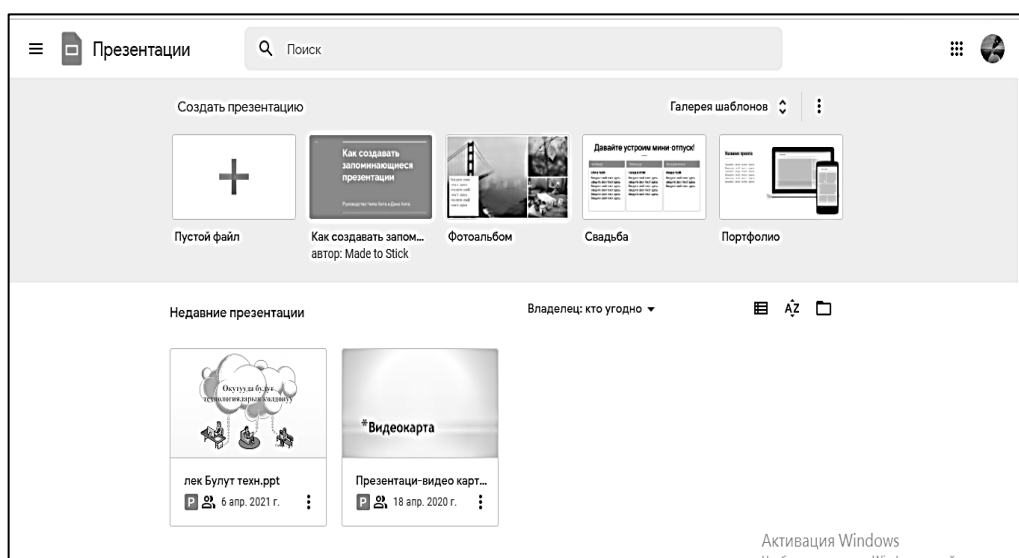 Презентации
Поиск
Создать презентацию
Галерея шаблонов
Как создавать
запоминающиеся
презентации
Давайте устроим мини-отпуск!
Пустой файл
Как создавать запом...
автор: Made to Stick
Фотоальбом
Свадьба
Портфолио
Недавние презентации
Владелец: кто угодно
AZ
Окутууда булут
технологияларын колдонуу
*Видеокарта
лек Булут техн.ppt
P 6 апр. 2021 г.
Презентаци-видео карт...
P 18 апр. 2020 г.
Активация Windows